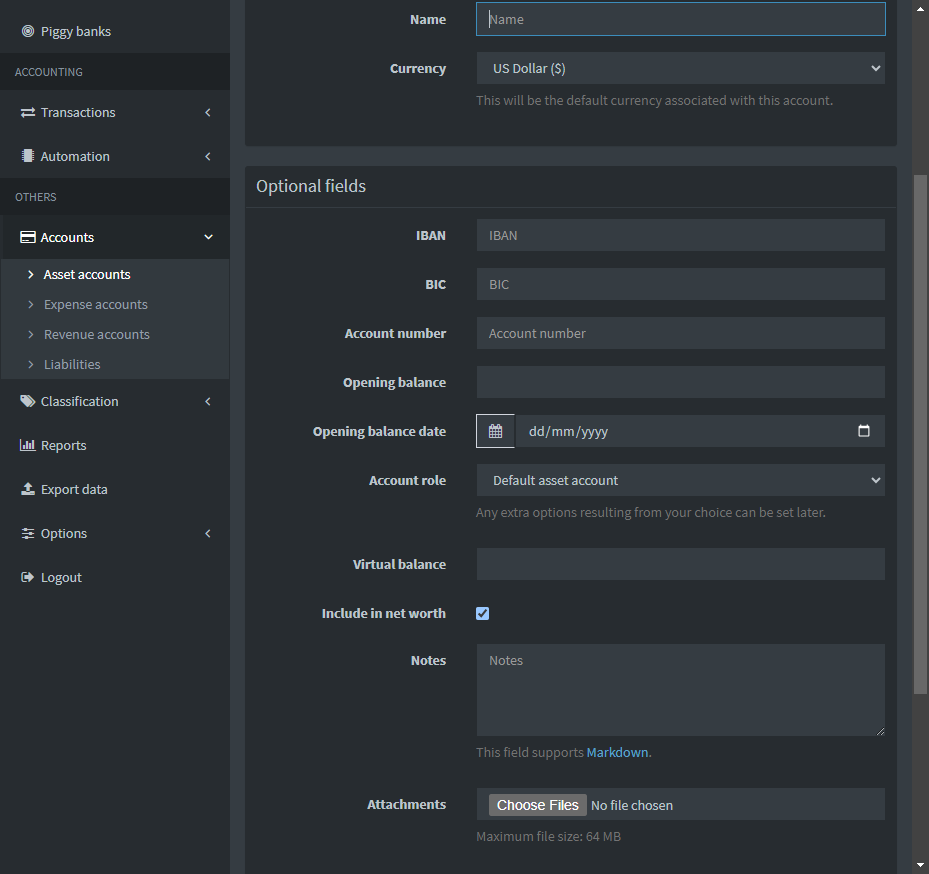 Piggy banks
ACCOUNTING
Transactions
Automation
OTHERS
Accounts
Asset accounts
Expense accounts
Revenue accounts
Liabilities
Classification
Reports
Export data
Options
Logout
Name
Name
Currency
US Dollar ($)
This will be the default currency associated with this account.
Optional fields
IBAN
IBAN
BIC
BIC
Account number
Account number
Opening balance
Opening balance date
dd/mm/yyyy
Account role
Default asset account
Any extra options resulting from your choice can be set later.
Virtual balance
Include in net worth
Notes
Notes
This field supports Markdown.
Attachments
Choose Files No file chosen
Maximum file size: 64 MB